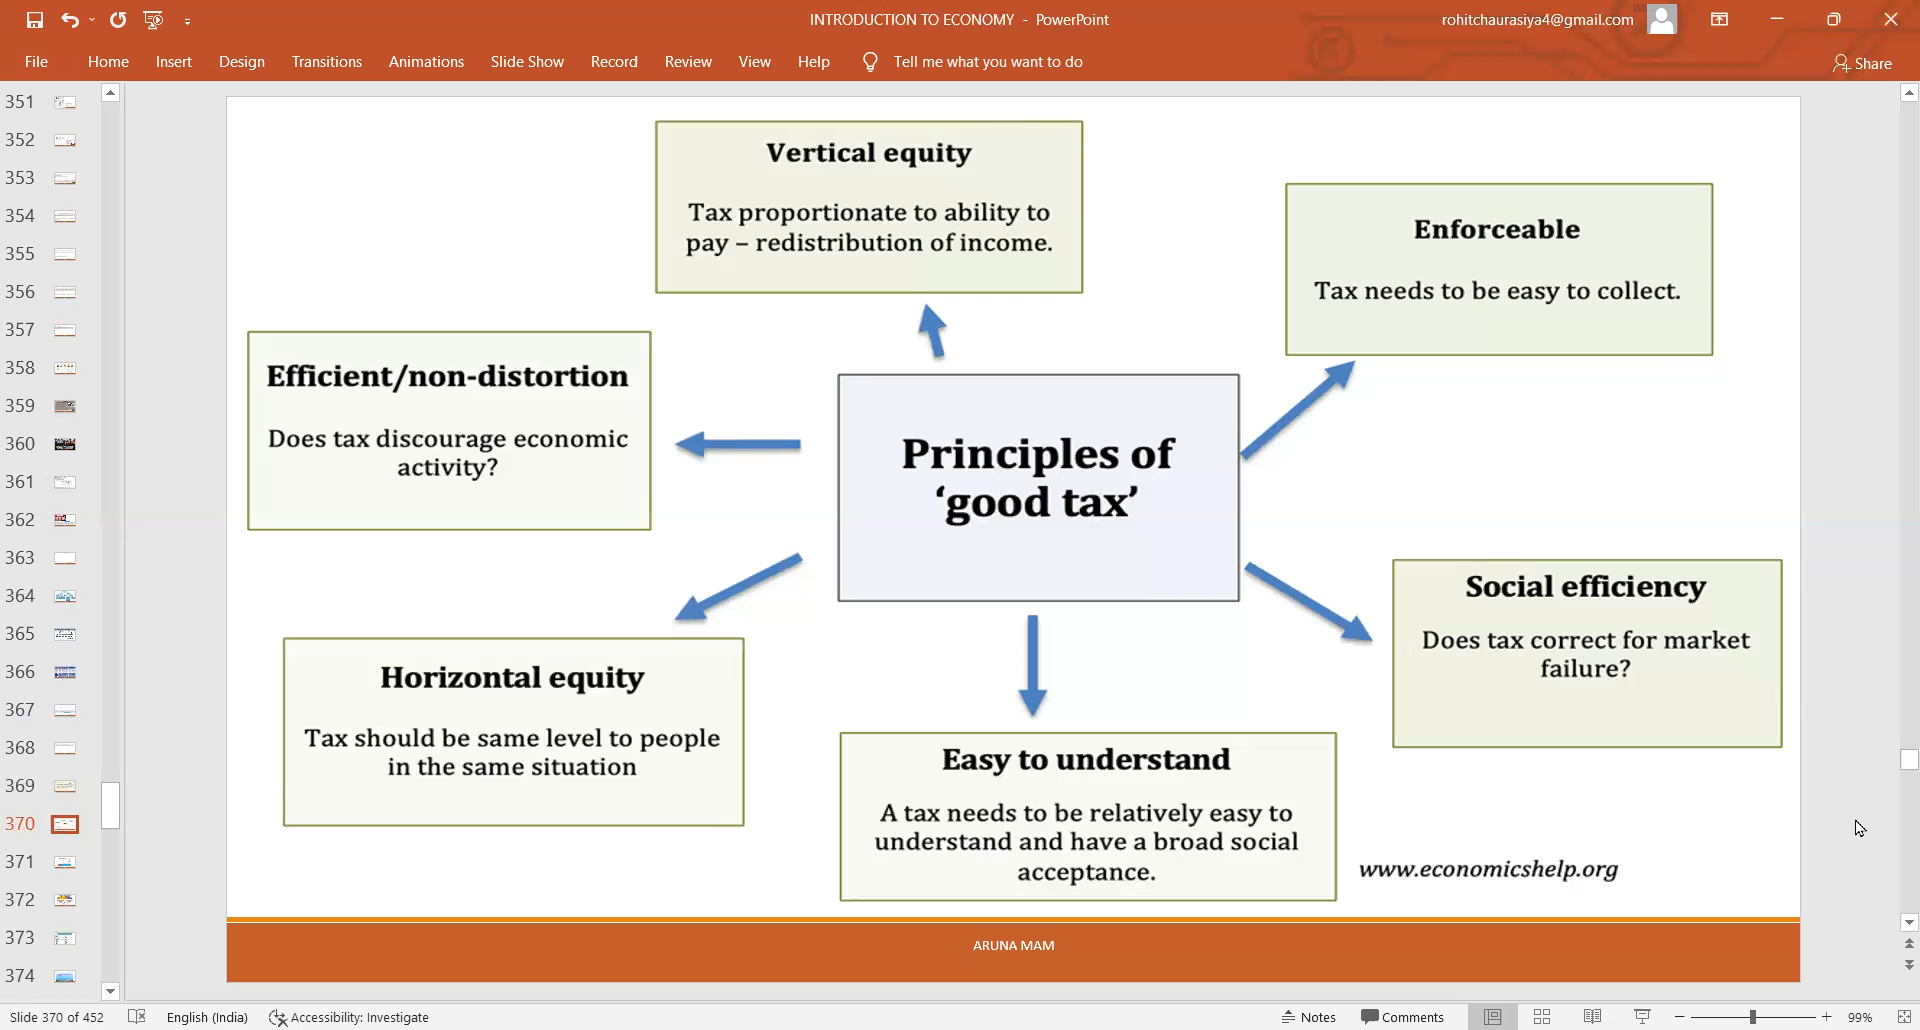 INTRODUCTION TO ECONOMY - PowerPoint
rohitchaurasiya4@gmail.com
File Home Insert Design Transitions Animations Slide Show Record Review View Help Tell me what you want to do
Share
351
352
353
354
355
356
357
358
359
360
361
362
363
364
365
366
367
368
369
370
371
372
373
374
Vertical equity
Tax proportionate to ability to
pay – redistribution of income.
Enforceable
Tax needs to be easy to collect.
Efficient/non-distortion
Does tax discourage economic
activity?
Principles of
‘good tax’
Social efficiency
Does tax correct for market
failure?
Horizontal equity
Tax should be same level to people
in the same situation
Easy to understand
A tax needs to be relatively easy to
understand and have a broad social
acceptance.
www.economicshelp.org
ARUNA MAM
Slide 370 of 452 English (India) Accessibility: Investigate Notes Comments 99%